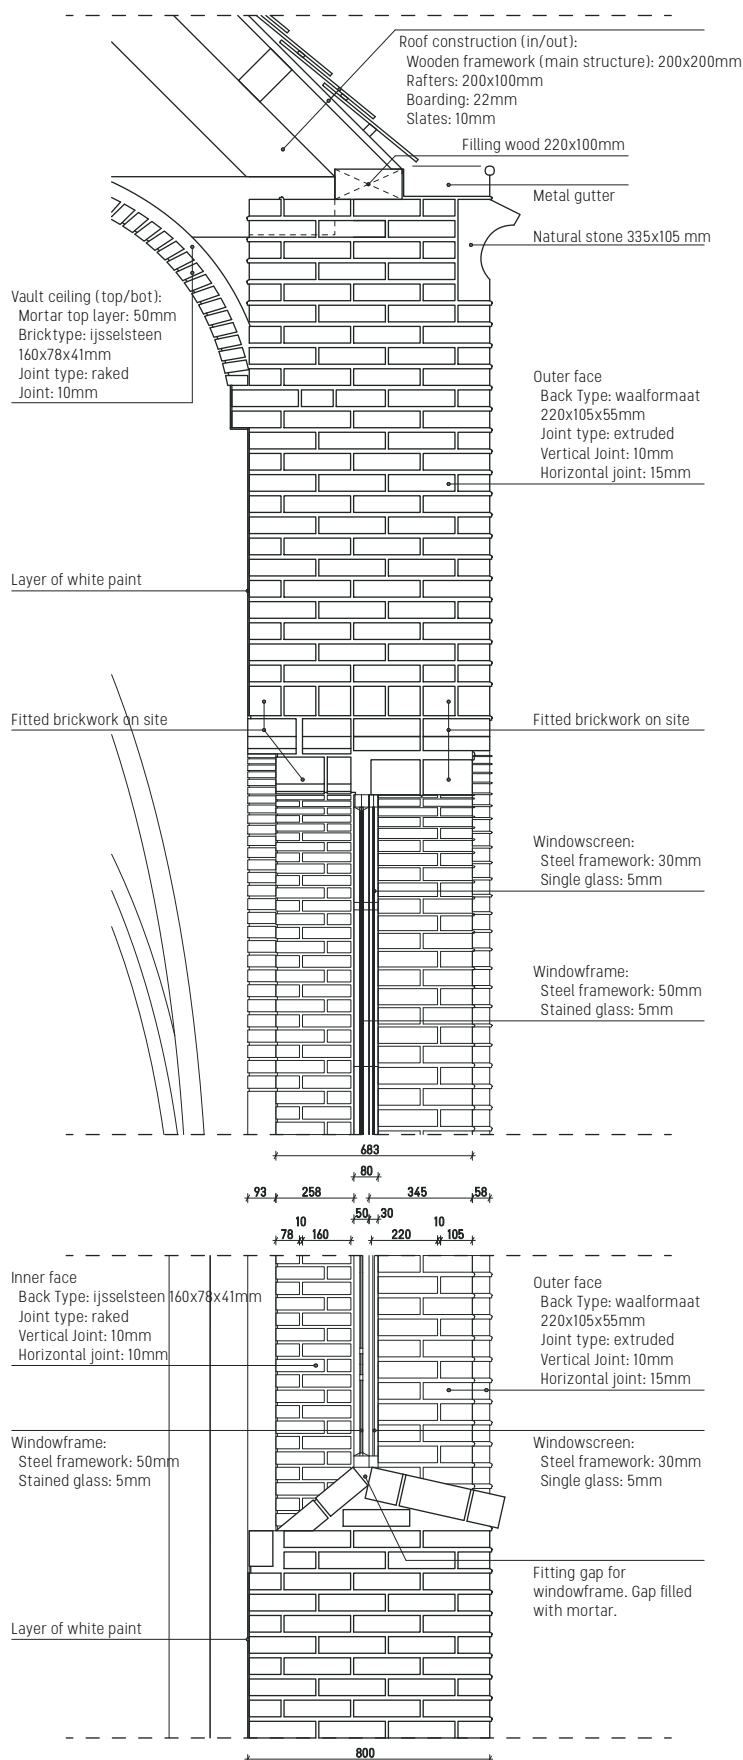 Roof construction (in/out):
Wooden framework (main structure): 200x200mm
Rafters: 200x100mm
Boarding: 22mm
Slates: 10mm
Filling wood 220x100mm
Metal gutter
Natural stone 335x105 mm
Vault ceiling (top/bot):
Mortar top layer: 50mm
Bricktype: ijsselsteen
160x78x41mm
Joint type: raked
Joint: 10mm
Outer face
Back Type: waalformaat
220x105x55mm
Joint type: extruded
Vertical Joint: 10mm
Horizontal joint: 15mm
Layer of white paint
Fitted brickwork on site
Fitted brickwork on site
Windowscreen:
Steel framework: 30mm
Single glass: 5mm
Windowframe:
Steel framework: 50mm
Stained glass: 5mm
683
80
93 258 345 58
10 50 30 10
78 160 220 105
Inner face
Back Type: ijsselsteen 160x78x41mm
Joint type: raked
Vertical Joint: 10mm
Horizontal joint: 10mm
Outer face
Back Type: waalformaat
220x105x55mm
Joint type: extruded
Vertical Joint: 10mm
Horizontal joint: 15mm
Windowframe:
Steel framework: 50mm
Stained glass: 5mm
Windowscreen:
Steel framework: 30mm
Single glass: 5mm
Fitting gap for
windowframe. Gap filled
with mortar.
Layer of white paint
800